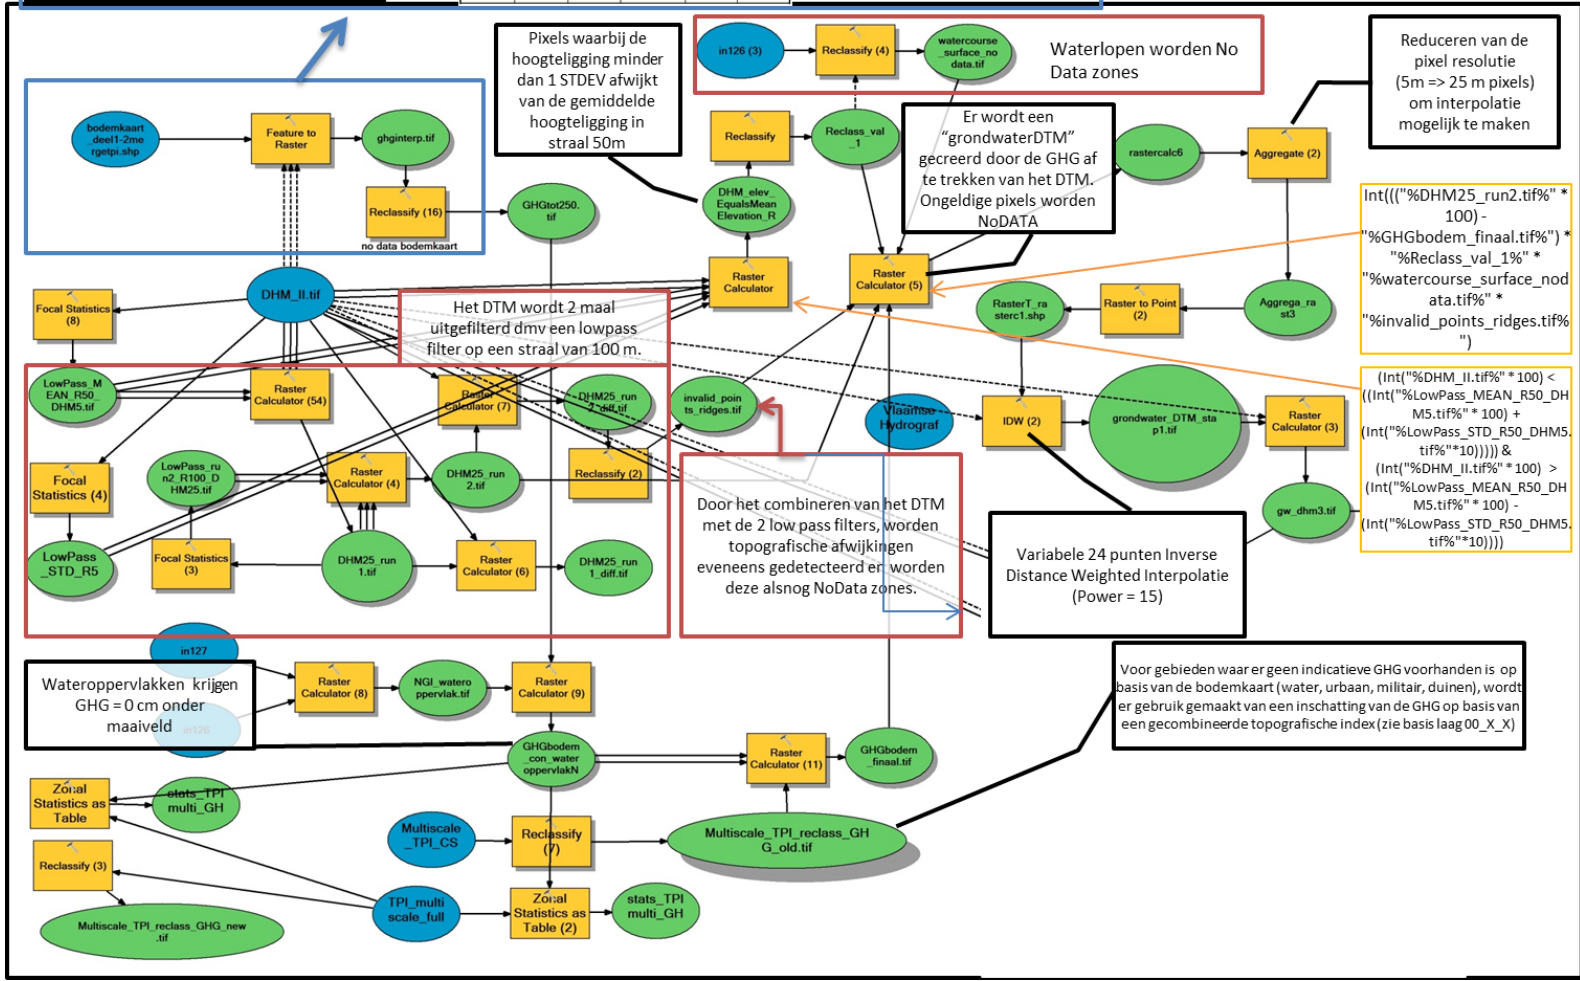 in126 (3)
Reclassify (4)
watercourse
_surface_no
data.tif
Waterlopen worden No
Data zones
Pixels waarbij de
hoogteligging minder
dan 1 STDEV afwijkt
van de gemiddelde
hoogteligging in
straal 50m
Reduceren van de
pixel resolutie
(5m => 25 m pixels)
om interpolatie
mogelijk te maken
bodemkaart
_deel1-2me
rgetpi.shp
Feature to
Raster
ghginterp.tif
Reclassify (16)
no data bodemkaart
GHGtot250.
tif
Reclassify
Reclass_val
_1
DHM_elev_
EqualsMean
Elevation_R
Er wordt een
“grondwaterDTM”
gecreerd door de GHG af
te trekken van het DTM.
Ongeldige pixels worden
NoDATA
rastercalc6
Aggregate (2)
Int((("%DHM25_run2.tif%" *
100) -
"%GHGbodem_finaal.tif%") *
"%Reclass_val_1%" *
"%watercourse_surface_nod
ata.tif%" *
"%invalid_points_ridges.tif%
")
DHM_II.tif
Focal Statistics
(8)
Raster
Calculator
Raster
Calculator (5)
RasterT_ra
sterc1.shp
Raster to Point
(2)
Aggrega_ra
st3
Het DTM wordt 2 maal
uitgefilterd dmv een lowpass
filter op een straal van 100 m.
LowPass_M
EAN_R50_
DHM5.tif
Raster
Calculator (54)
Raster
Calculator (7)
DHM25_run
2_diff.tif
invalid_poin
ts_ridges.tif
Vlaamse
Hydrograf
IDW (2)
grondwater_DTM_sta
p1.tif
Raster
Calculator (3)
(Int("%DHM_II.tif%" * 100) <
((Int("%LowPass_MEAN_R50_DH
M5.tif%" * 100) +
(Int("%LowPass_STD_R50_DHM5.
tif%"*10))))) &
(Int("%DHM_II.tif%" * 100) >
(Int("%LowPass_MEAN_R50_DH
M5.tif%" * 100) -
(Int("%LowPass_STD_R50_DHM5.
tif%"*10))))
Focal
Statistics (4)
LowPass_ru
n2_R100_D
HM25.tif
Raster
Calculator (4)
DHM25_run
2.tif
Reclassify (2)
gw_dhm3.tif
Door het combineren van het DTM
met de 2 low pass filters, worden
topografische afwijkingen
eveneens gedetecteerd en worden
deze alsnog NoData zones.
LowPass
_STD_R5
Focal Statistics
(3)
DHM25_run
1.tif
Raster
Calculator (6)
DHM25_run
1_diff.tif
Variabele 24 punten Inverse
Distance Weighted Interpolatie
(Power = 15)
in127
Wateroppervlakken krijgen
GHG = 0 cm onder
maaiveld
in126
Raster
Calculator (8)
NGI_watero
ppervlak.tif
Raster
Calculator (9)
Voor gebieden waar er geen indicatieve GHG voorhanden is op
basis van de bodemkaart (water, urbaan, militair, duinen), wordt
er gebruik gemaakt van een inschatting van de GHG op basis van
een gecombineerde topografische index (zie basis laag 00_X_X)
GHGbodem
_con_water
oppervlakN
Raster
Calculator (11)
GHGbodem
_finaal.tif
Zonal
Statistics as
Table
stats_TPI
multi_GH
Multiscale
_TPI_CS
Reclassify
(7)
Multiscale_TPI_reclass_GH
G_old.tif
Reclassify (3)
TPI_multi
scale_full
Zonal
Statistics as
Table (2)
stats_TPI
multi_GH
Multiscale_TPI_reclass_GHG_new
.tif